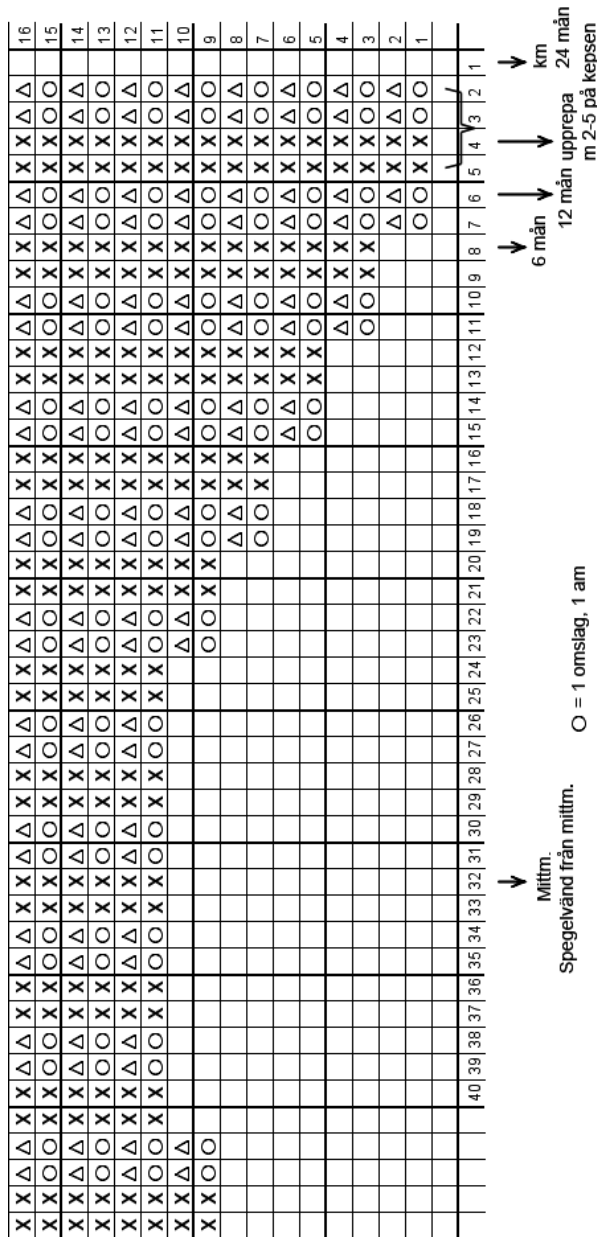 16
15
14
13
12
11
10
9
8
7
6
5
4
3
2
1
40 39 38 37 36 35 34 33 32 31 30 29 28 27 26 25 24 23 22 21 20 19 18 17 16 15 14 13 12 11 10 9 8 7 6 5 4 3 2 1
Mittm.
Spegelvänd från mittm.
6 mån
12 mån upprepa
m 2-5 på kepsen
km
24 mån
O = 1 omslag, 1 am